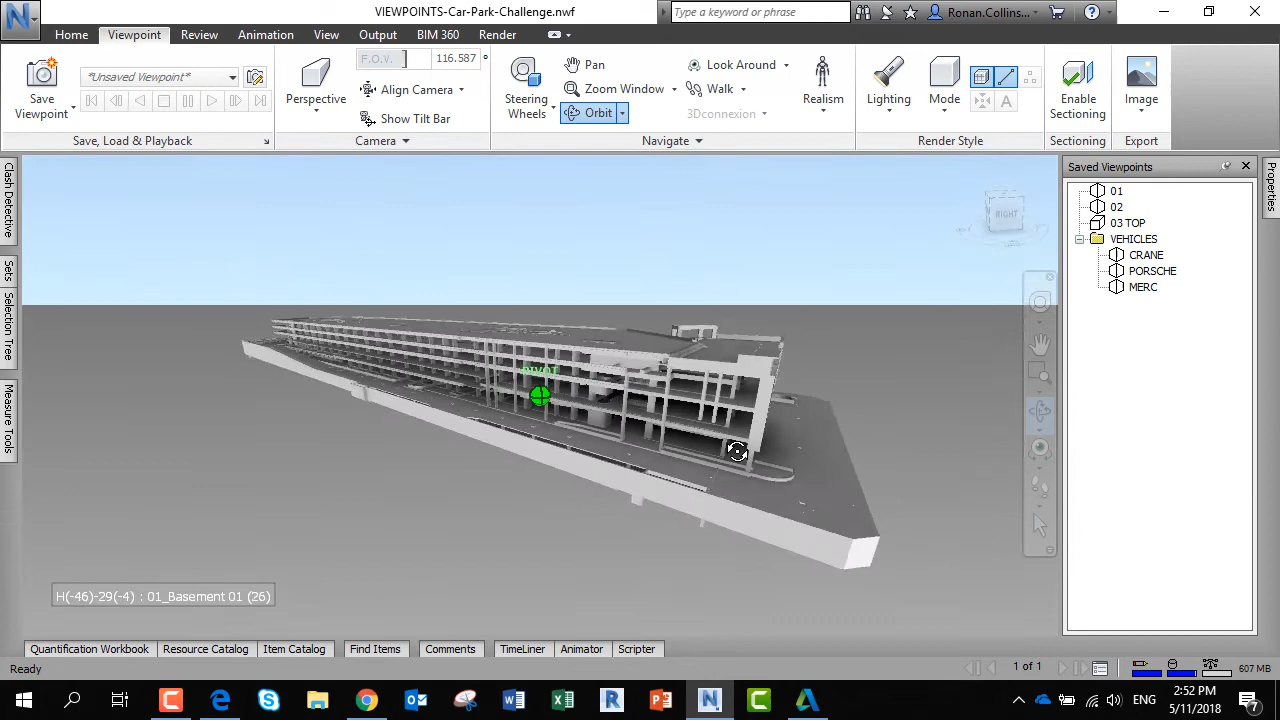 VIEWPOINTS-Car-Park-Challenge.nwf
Type a keyword or phrase
Ronan.Collins...
Home
Viewpoint
Review
Animation
View
Output
BIM 360
Render
*Unsaved Viewpoint*
Save
Viewpoint
Save, Load & Playback
Perspective
F.O.V.
116.587 °
Align Camera
Show Tilt Bar
Camera
Steering
Wheels
Pan
Zoom Window
Orbit
Look Around
Walk
3Dconnexion
Realism
Navigate
Lighting
Mode
A
Render Style
Enable
Sectioning
Sectioning
Image
Export
Clash Detective
Sets
Selection Tree
Measure Tools
RIGHT
PIVOT
H(-46)-29(-4) : 01_Basement 01 (26)
Saved Viewpoints
01
02
03 TOP
VEHICLES
CRANE
PORSCHE
MERC
Properties
Quantification Workbook
Resource Catalog
Item Catalog
Find Items
Comments
TimeLiner
Animator
Scripter
Ready
1 of 1
607 MB
ENG
2:52 PM
5/11/2018
7